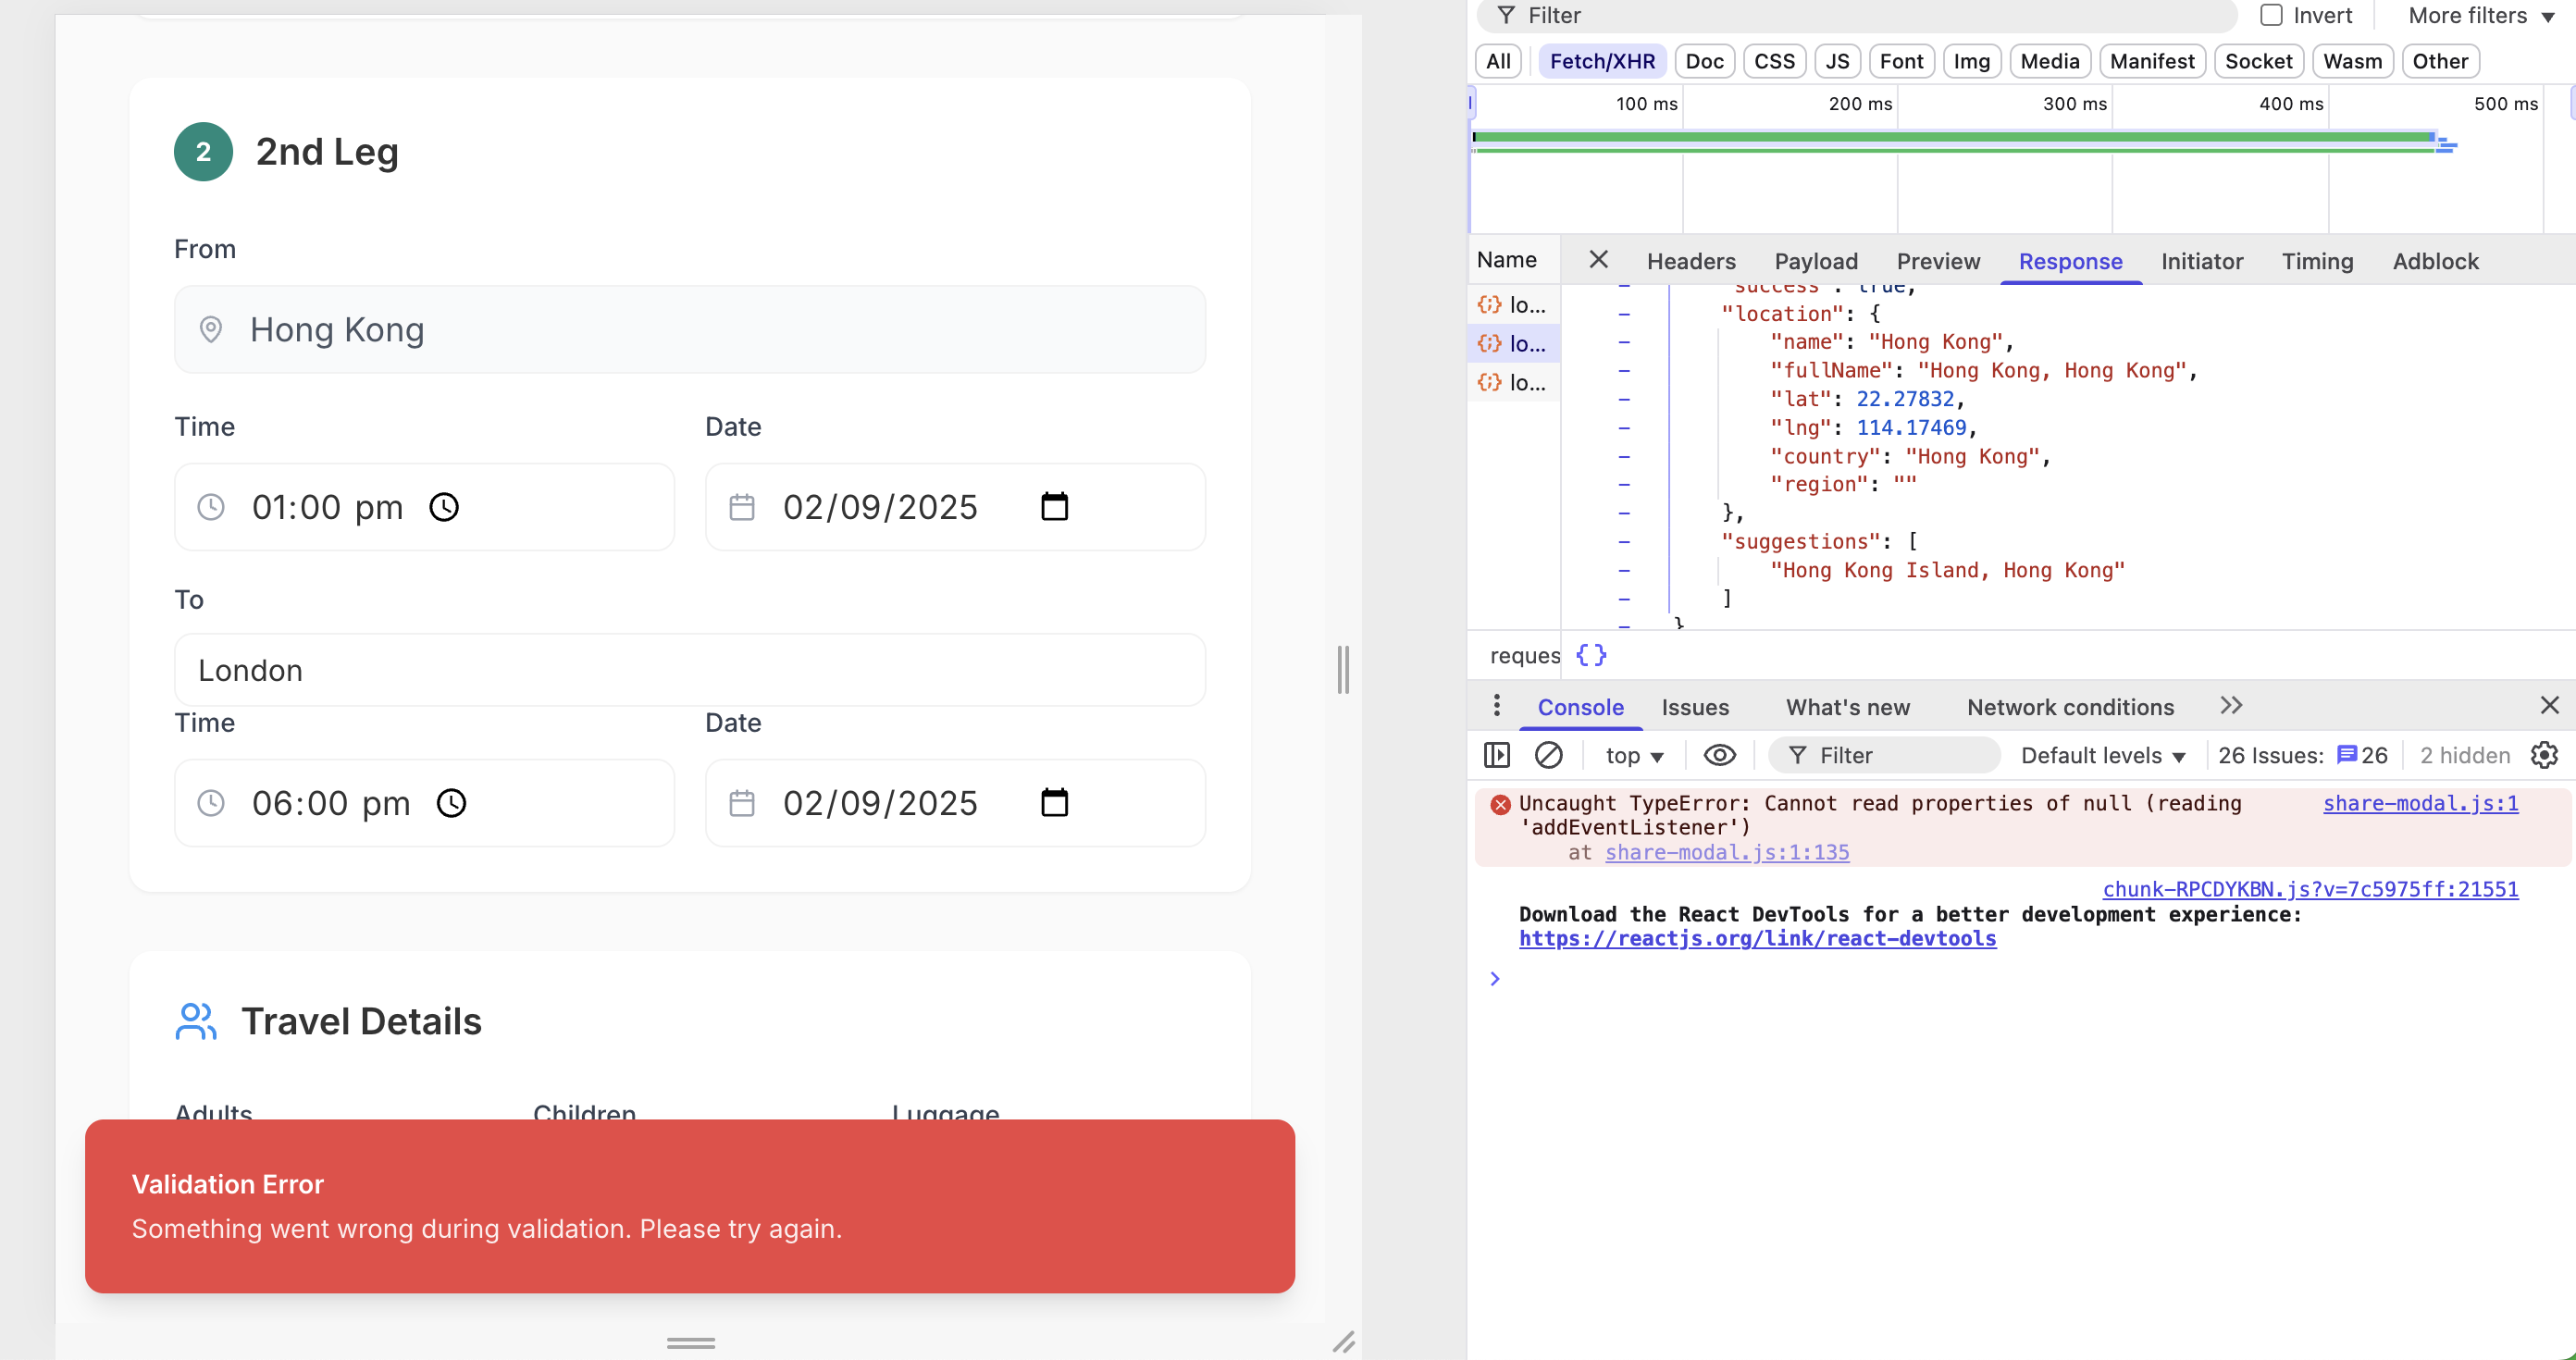 2
2nd Leg
From
Hong Kong
Time
Date
01:00 pm
02/09/2025
To
London
Time
Date
06:00 pm
02/09/2025
Travel Details
Adults
Children
Luggage
Validation Error
Something went wrong during validation. Please try again.
Filter
Invert
More filters
All
Fetch/XHR
Doc
CSS
JS
Font
Img
Media
Manifest
Socket
Wasm
Other
100 ms
200 ms
300 ms
400 ms
500 ms
Name
Headers
Payload
Preview
Response
Initiator
Timing
Adblock
lo...
lo...
lo...
"success": true,
"location": {
"name": "Hong Kong",
"fullName": "Hong Kong, Hong Kong",
"lat": 22.27832,
"lng": 114.17469,
"country": "Hong Kong",
"region": ""
},
"suggestions": [
"Hong Kong Island, Hong Kong"
]
}
reques
{ }
Console
Issues
What's new
Network conditions
top
Filter
Default levels
26 Issues:
26
2 hidden
Uncaught TypeError: Cannot read properties of null (reading share-modal.js:1
'addEventListener')
at share-modal.js:1:135
chunk-RPCDYKBN.js?v=7c5975ff:21551
Download the React DevTools for a better development experience:
https://reactjs.org/link/react-devtools